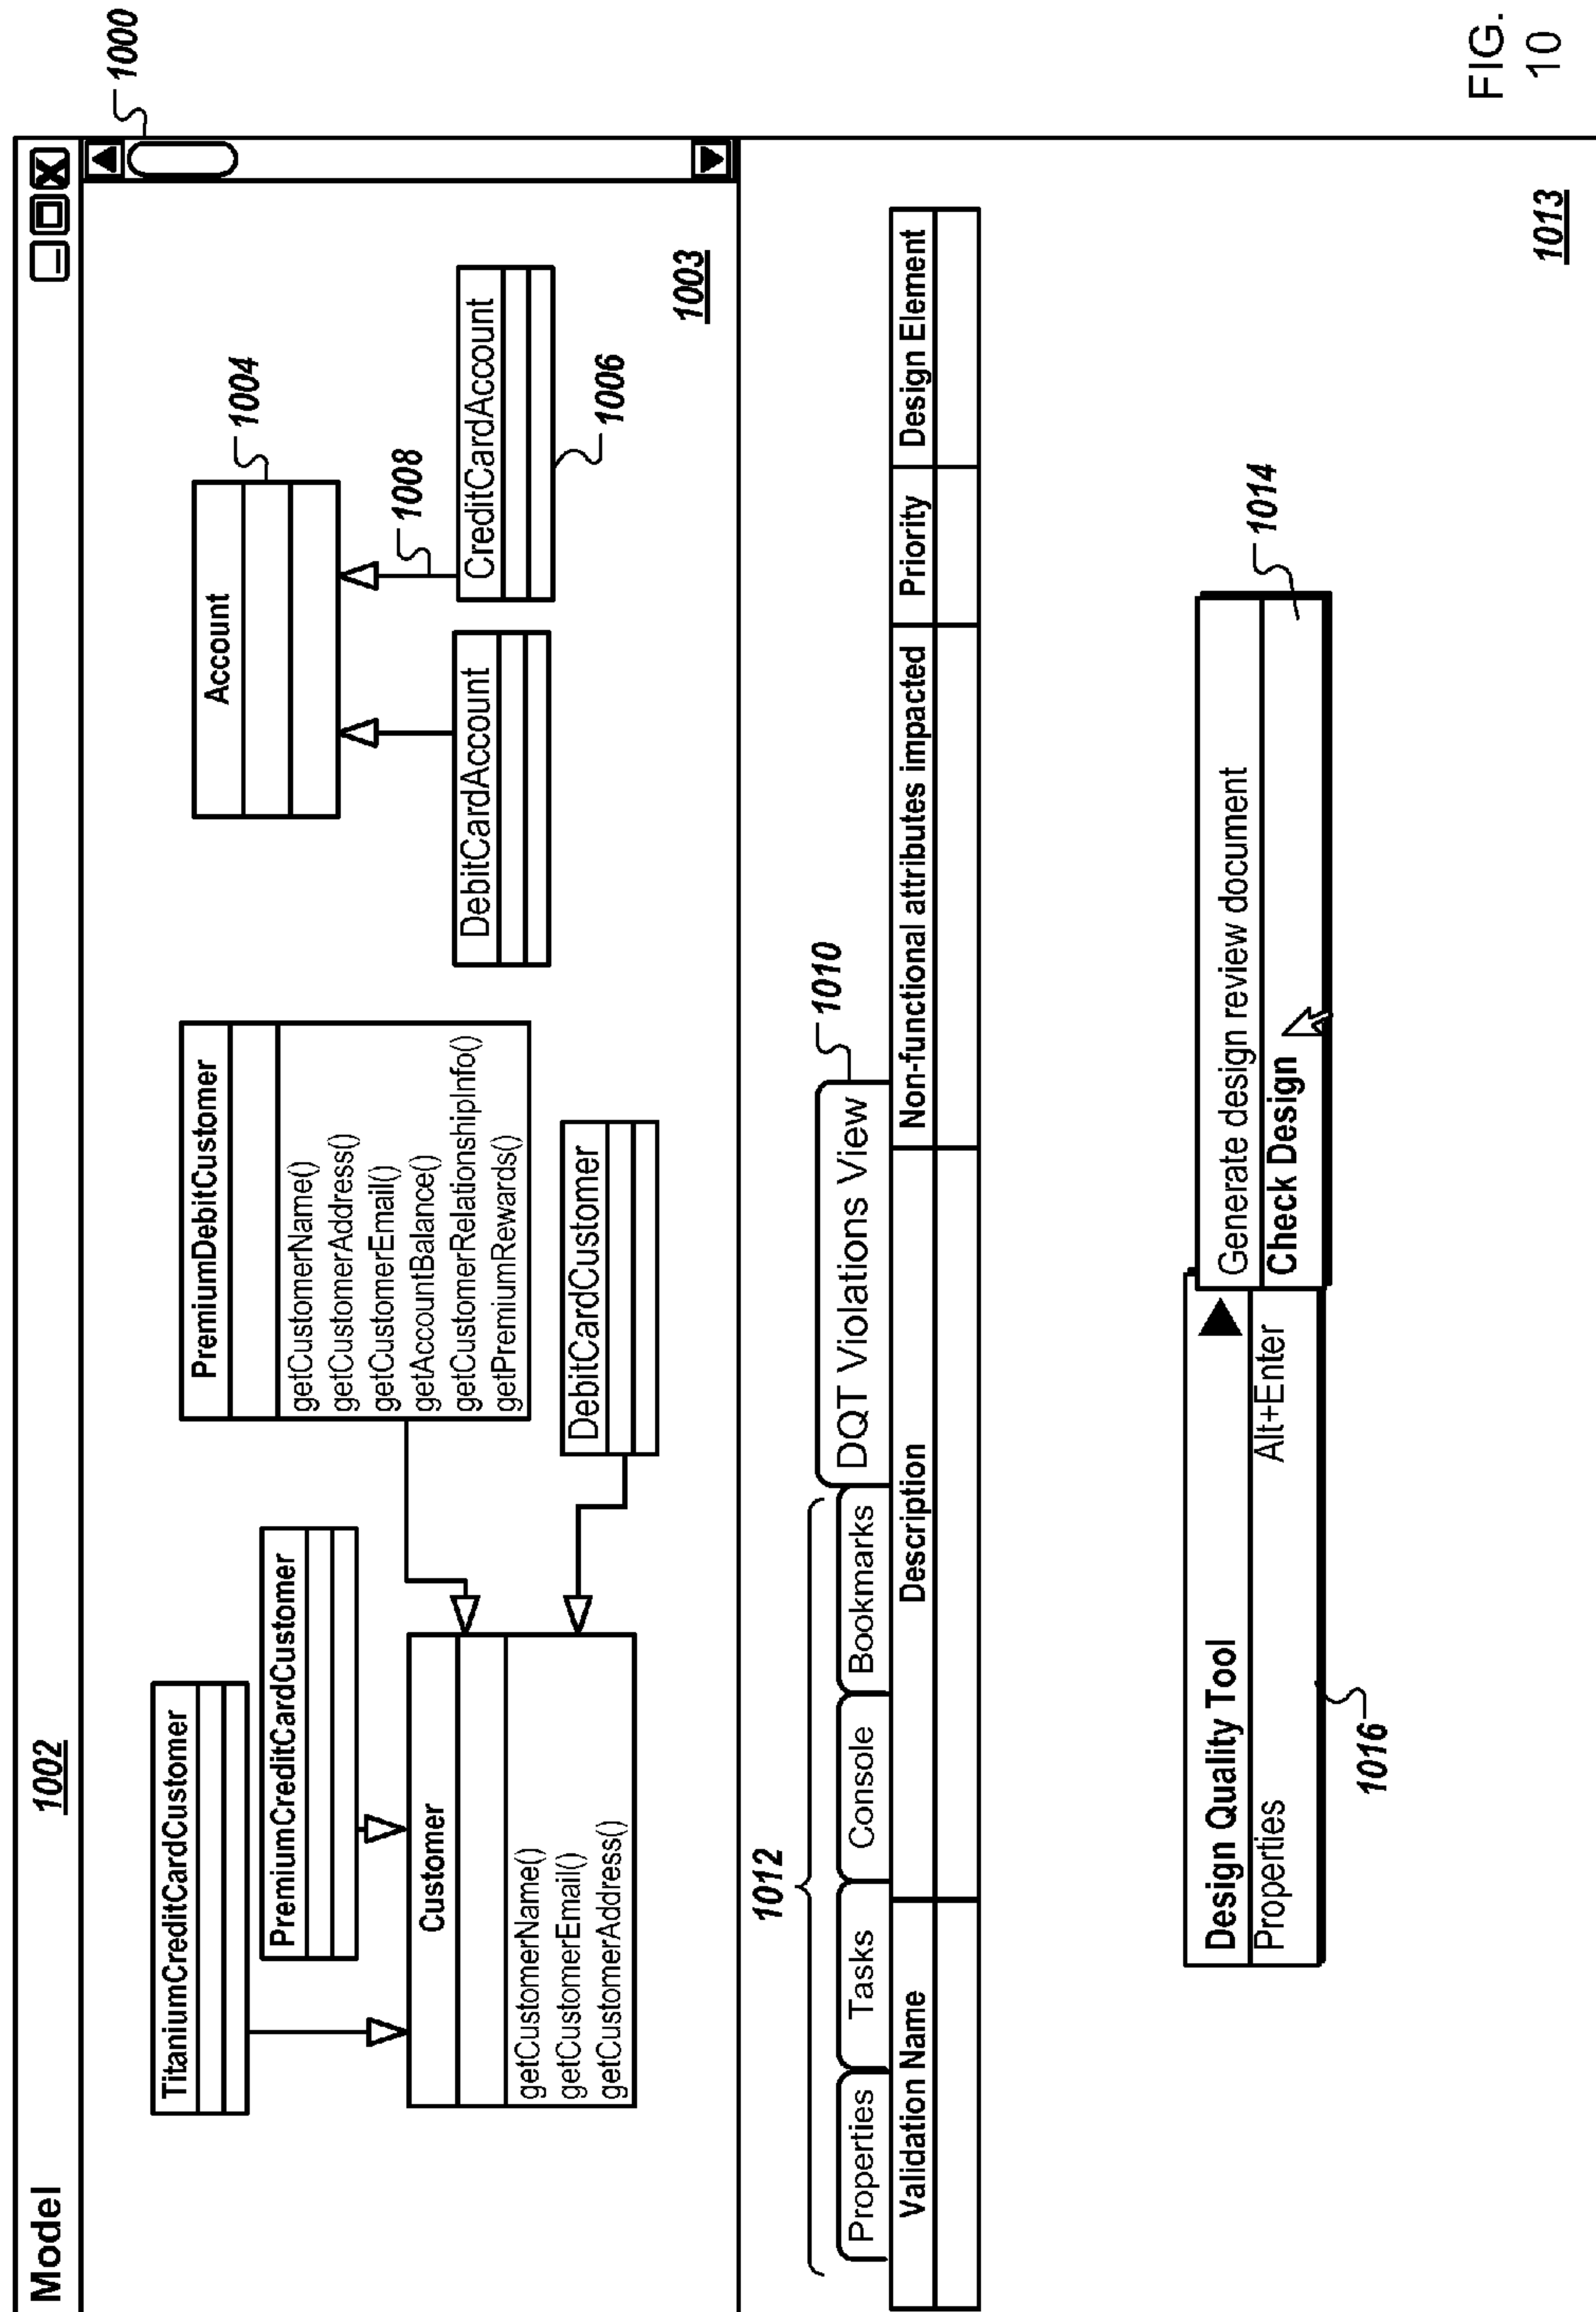 Model
1002
1000
TitaniumCreditCardCustomer
PremiumCreditCardCustomer
Customer
getCustomerName()
getCustomerEmail()
getCustomerAddress()
PremiumDebitCustomer
getCustomerName()
getCustomerAddress()
getCustomerEmail()
getAccountBalance()
getCustomerRelationshipInfo()
getPremiumRewards()
DebitCardCustomer
Account
1004
1008
DebitCardAccount
CreditCardAccount
1006
1003
1012
1010
Properties Tasks Console Bookmarks DQT Violations View
Validation Name Description Non-functional attributes impacted Priority Design Element
Design Quality Tool
Properties Alt+Enter
Generate design review document
Check Design
1014
1016
1013
FIG.
10